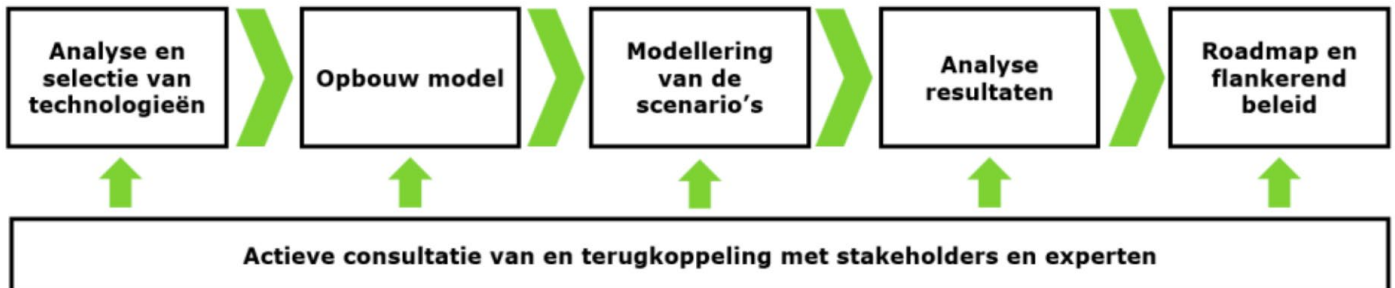 Analyse en
selectie van
technologieën
Opbouw model
Modellering
van de
scenario’s
Analyse
resultaten
Roadmap en
flankerend
beleid
Actieve consultatie van en terugkoppeling met stakeholders en experten